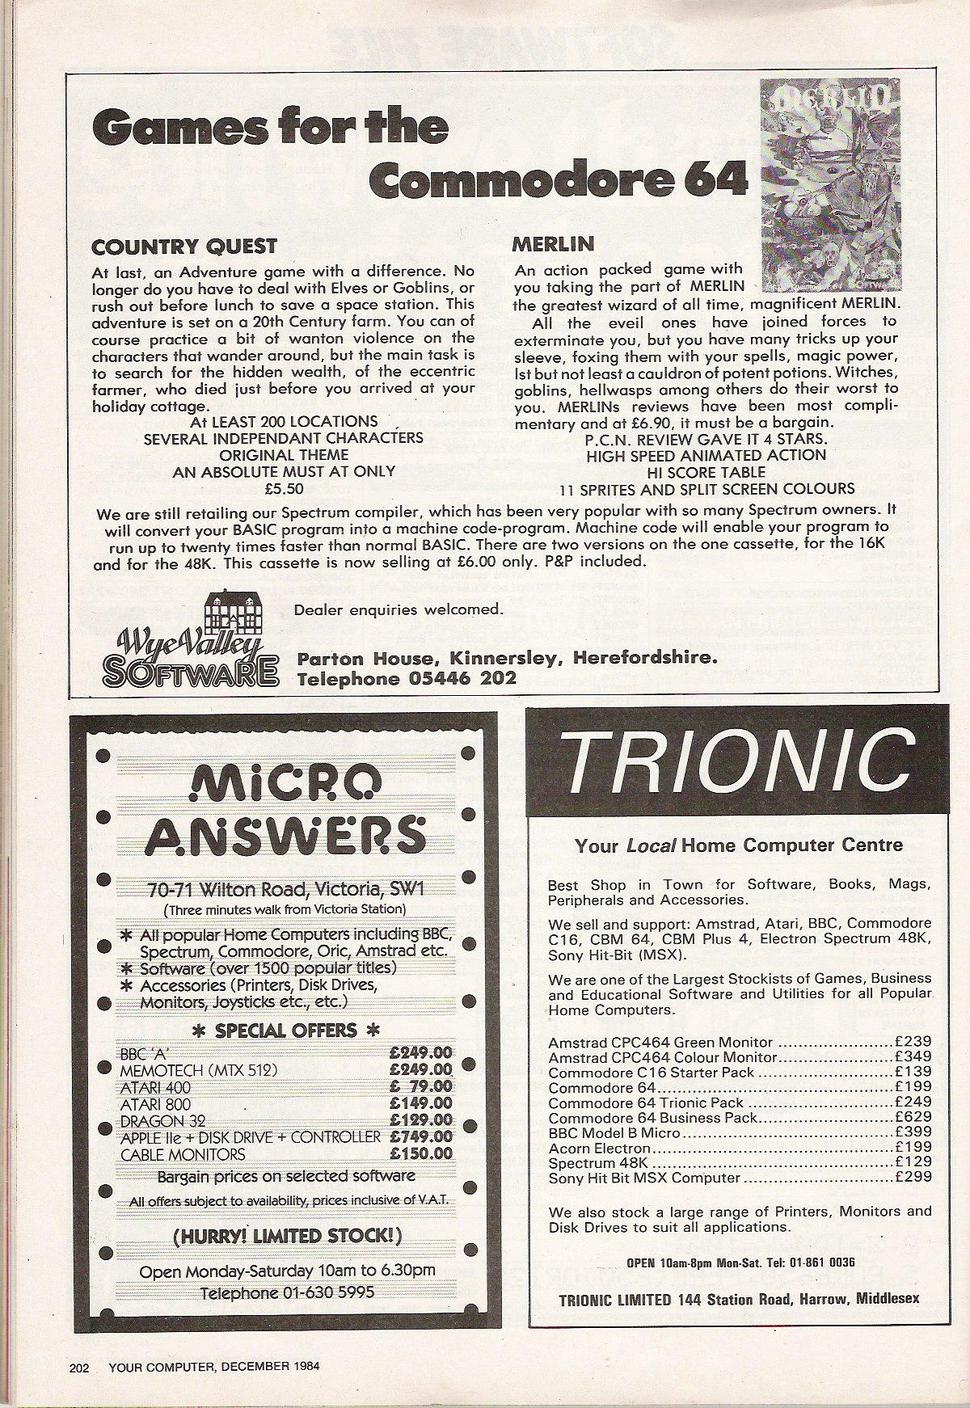 Games for the
Commodore 64
MERLIN
COUNTRY QUEST
At last, an Adventure game with a difference. No
longer do you have to deal with Elves or Goblins, or
rush out before lunch to save a space station. This
adventure is set on a 20th Century farm. You can of
course practice a bit of wanton violence on the
characters that wander around, but the main task is
to search for the hidden wealth, of the eccentric
farmer, who died just before you arrived at your
holiday cottage.
At LEAST 200 LOCATIONS
SEVERAL INDEPENDANT CHARACTERS
ORIGINAL THEME
AN ABSOLUTE MUST AT ONLY
£5.50
MERLIN
An action packed game with
you taking the part of MERLIN
the greatest wizard of all time, magnificent MERLIN.
All the eveil ones have joined forces to
exterminate you, but you have many tricks up your
sleeve, foxing them with your spells, magic power,
lst but not least a cauldron of potent potions. Witches,
goblins, hellwasps among others do their worst to
you. MERLINs reviews have been most compli-
mentary and at £6.90, it must be a bargain.
P.C.N. REVIEW GAVE IT 4 STARS.
HIGH SPEED ANIMATED ACTION
HI SCORE TABLE
11 SPRITES AND SPLIT SCREEN COLOURS
We are still retailing our Spectrum compiler, which has been very popular with so many Spectrum owners. It
will convert your BASIC program into a machine code-program. Machine code will enable your program to
run up to twenty times faster than normal BASIC. There are two versions on the one cassette, for the 16K
and for the 48K. This cassette is now selling at £6.00 only. P&P included.
Dealer enquiries welcomed.
Wye Valley
SOFTWARE
Parton House, Kinnersley, Herefordshire.
Telephone 05446 202
MiCRO
ANSWERS
70-71 Wilton Road, Victoria, SW1
(Three minutes walk from Victoria Station)
* All popular Home Computers including BBC,
Spectrum, Commodore, Oric, Amstrad etc.
* Software (over 1500 popular titles)
* Accessories (Printers, Disk Drives,
Monitors, Joysticks etc., etc.)
* SPECIAL OFFERS *
BBC 'A' £249.00
MEMOTECH (MTX 512) £249.00
ATARI 400 £ 79.00
ATARI 800 £149.00
DRAGON 32 £129.00
APPLE IIe + DISK DRIVE + CONTROLLER £749.00
CABLE MONITORS £150.00
Bargain prices on selected software
All offers subject to availability, prices inclusive of V.A.T.
(HURRY! LIMITED STOCK!)
Open Monday-Saturday 10am to 6.30pm
Telephone 01-630 5995
TRIONIC
Your Local Home Computer Centre
Best Shop in Town for Software, Books, Mags,
Peripherals and Accessories.
We sell and support: Amstrad, Atari, BBC, Commodore
C16, CBM 64, CBM Plus 4, Electron Spectrum 48K,
Sony Hit-Bit (MSX).
We are one of the Largest Stockists of Games, Business
and Educational Software and Utilities for all Popular
Home Computers.
Amstrad CPC464 Green Monitor ....................£239
Amstrad CPC464 Colour Monitor....................£349
Commodore C16 Starter Pack ........................£139
Commodore 64..........................................£199
Commodore 64 Trionic Pack .........................£249
Commodore 64 Business Pack........................£629
BBC Model B Micro.....................................£399
Acorn Electron...........................................£199
Spectrum 48K ...........................................£129
Sony Hit Bit MSX Computer..........................£299
We also stock a large range of Printers, Monitors and
Disk Drives to suit all applications.
OPEN 10am-8pm Mon-Sat. Tel: 01-861 0036
TRIONIC LIMITED 144 Station Road, Harrow, Middlesex
202 YOUR COMPUTER, DECEMBER 1984